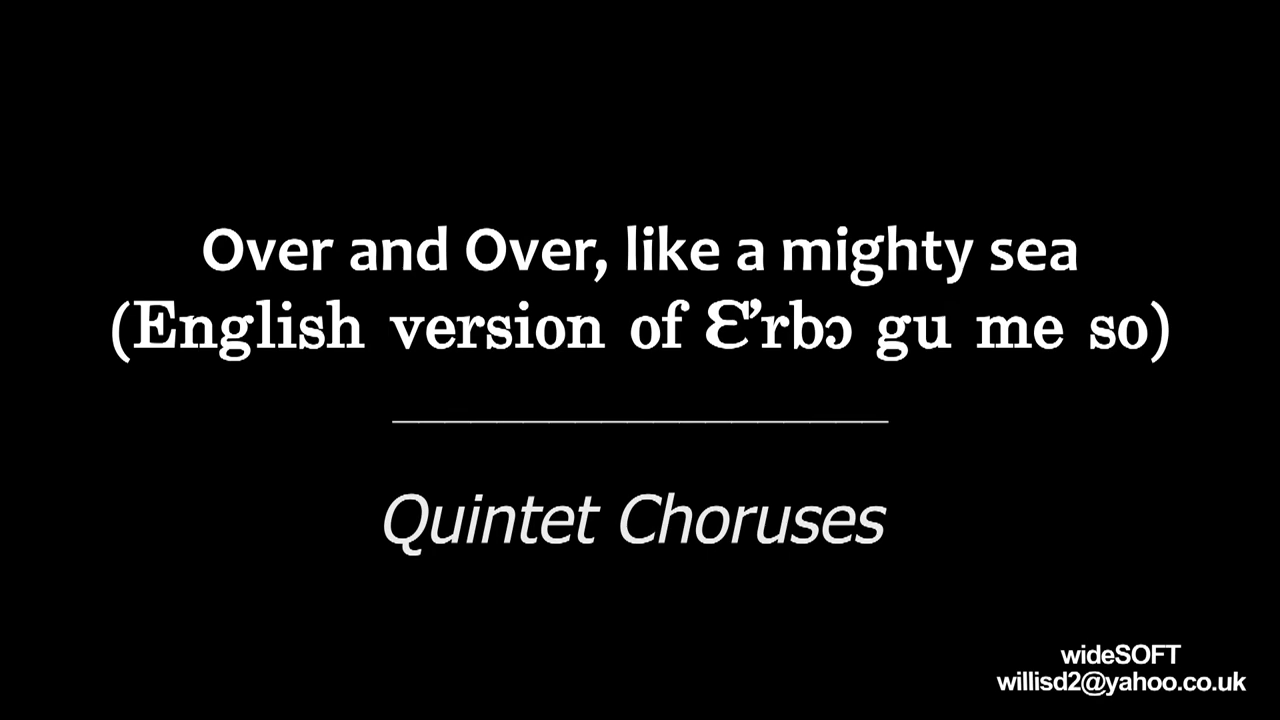 Over and Over, like a mighty sea
(English version of Ɛ’rbɔ gu me so)
Quintet Choruses
wideSOFT
willisd2@yahoo.co.uk